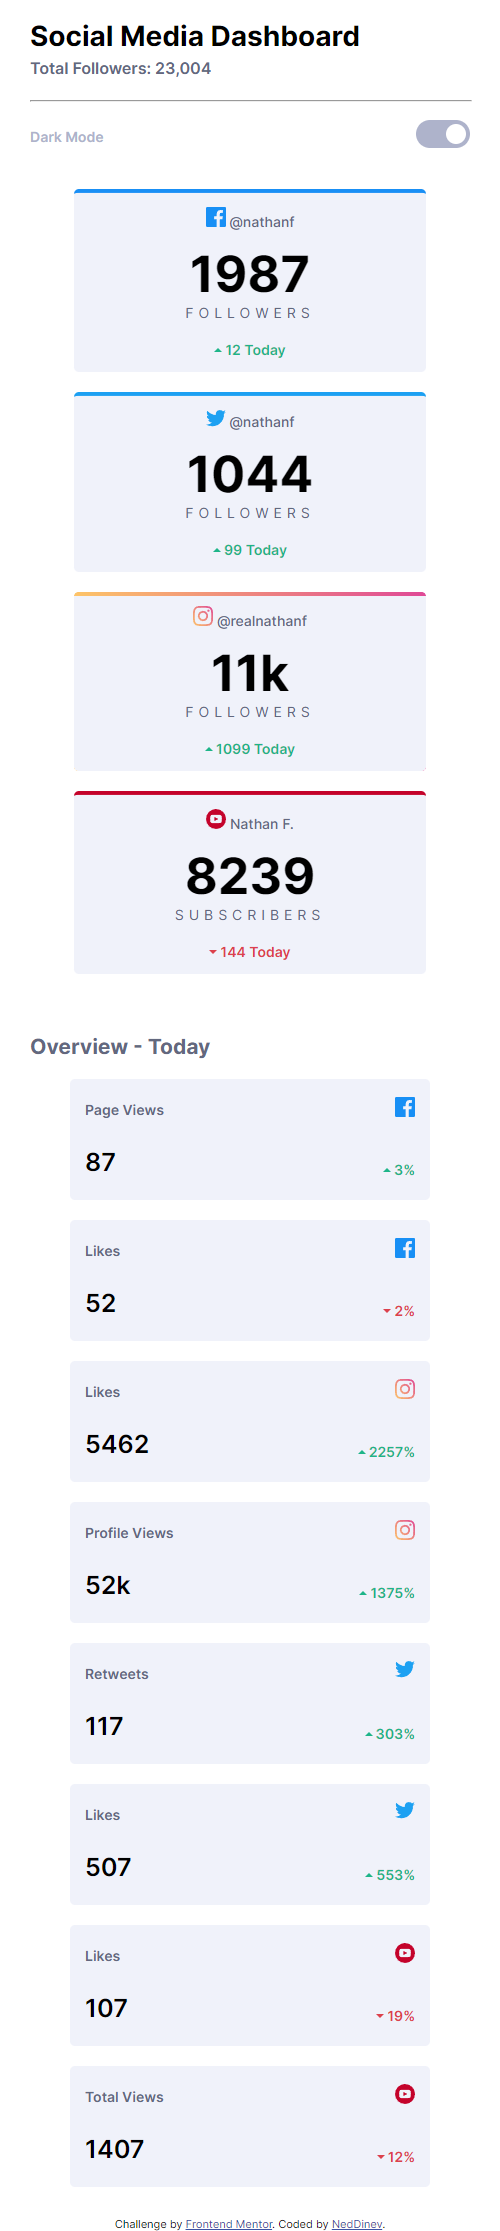 Social Media Dashboard
Total Followers: 23,004
Dark Mode
@nathanf
1987
FOLLOWERS
12 Today
@nathanf
1044
FOLLOWERS
99 Today
@realnathanf
11k
FOLLOWERS
1099 Today
Nathan F.
8239
SUBSCRIBERS
144 Today
Overview - Today
Page Views
87
3%
Likes
52
2%
Likes
5462
2257%
Profile Views
52k
1375%
Retweets
117
303%
Likes
507
553%
Likes
107
19%
Total Views
1407
12%
Challenge by Frontend Mentor. Coded by NedDinev.